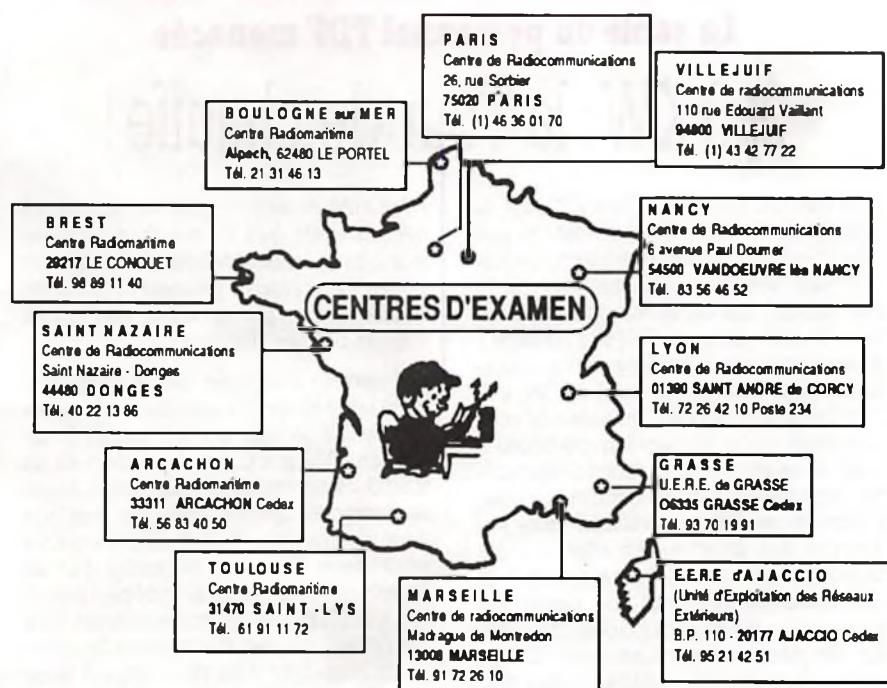 PARIS
Centre de Radiocommunications
26, rue Sorbier
75020 PARIS
Tél. (1) 46 36 01 70
VILLEJUIF
Centre de radiocommunications
110 rue Edouard Vaillant
94800 VILLEJUIF
Tél. (1) 43 42 77 22
BOULOGNE sur MER
Centre Radiomaritime
Alpech, 62480 LE PORTEL
Tél. 21 31 46 13
NANCY
Centre de Radiocommunications
6 avenue Paul Doumer
54500 VANDOEUVRE lès NANCY
Tél. 83 56 46 52
BREST
Centre Radiomaritime
29217 LE CONQUET
Tél. 98 89 11 40
CENTRES D'EXAMEN
SAINT NAZAIRE
Centre de Radiocommunications
Saint Nazaire - Donges
44480 DONGES
Tél. 40 22 13 86
LYON
Centre de Radiocommunications
01390 SAINT ANDRE de CORCY
Tél. 72 26 42 10 Poste 234
ARCACHON
Centre Radiomaritime
33311 ARCACHON Cedex
Tél. 56 83 40 50
GRASSE
U.E.R.E. de GRASSE
O6335 GRASSE Cedex
Tél. 93 70 19 91
TOULOUSE
Centre Radiomaritime
31470 SAINT-LYS
Tél. 61 91 11 72
MARSEILLE
Centre de radiocommunications
Madrague de Montredon
13008 MARSEILLE
Tél. 91 72 26 10
E.E.R.E d'AJACCIO
(Unité d'Exploitation des Réseaux
Extérieurs)
B.P. 110 - 20177 AJACCIO Cedex
Tél. 95 21 42 51